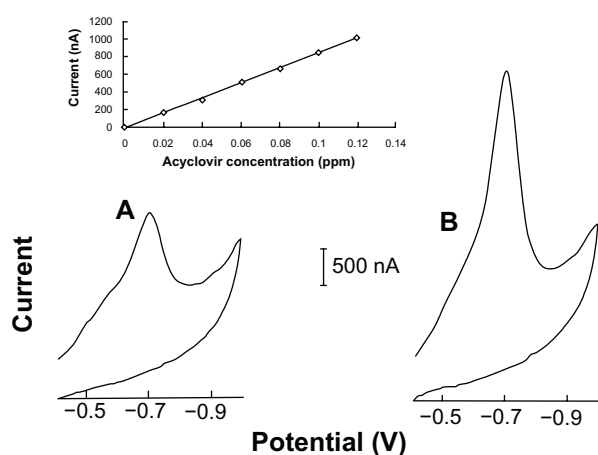 1200
1000
800
600
400
200
0
Current (nA)
0 0.02 0.04 0.06 0.08 0.1 0.12 0.14
Acyclovir concentration (ppm)
A
B
500 nA
Current
−0.5 −0.7 −0.9
−0.5 −0.7 −0.9
Potential (V)